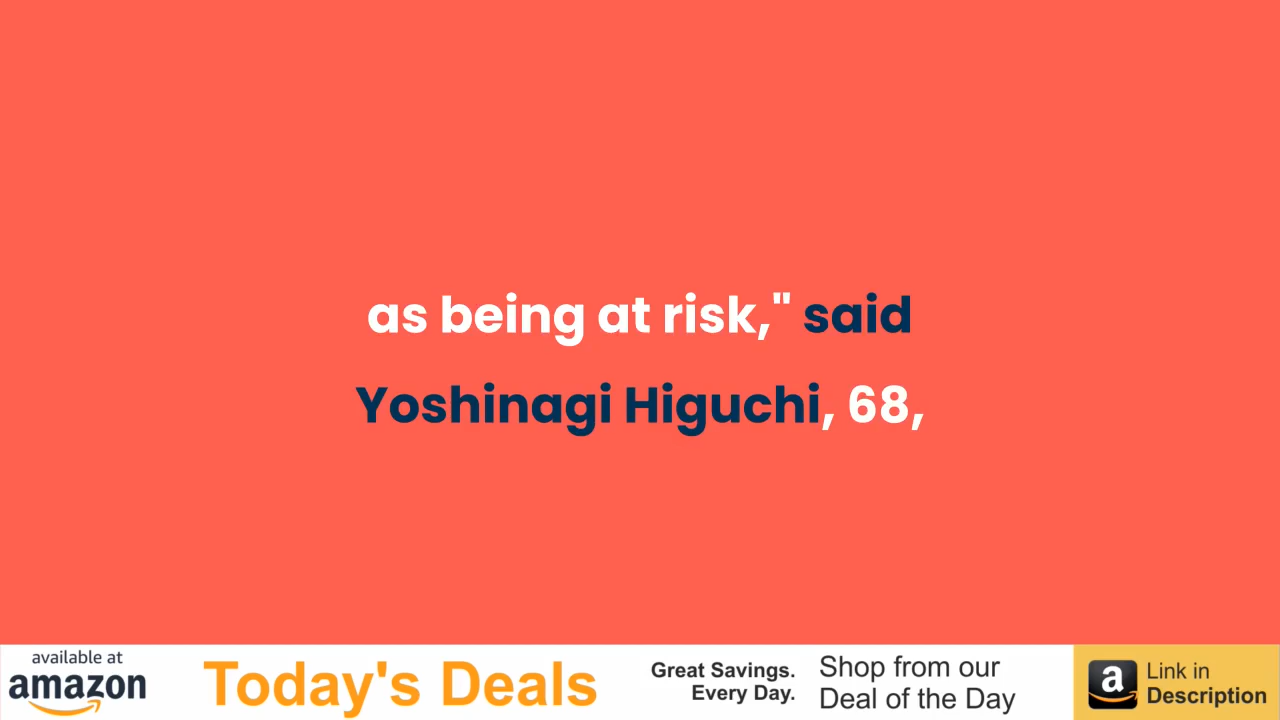 as being at risk," said
Yoshinagi Higuchi, 68,
available at
amazon
Today's Deals
Great Savings.
Every Day.
Shop from our
Deal of the Day
a
Link in
Description